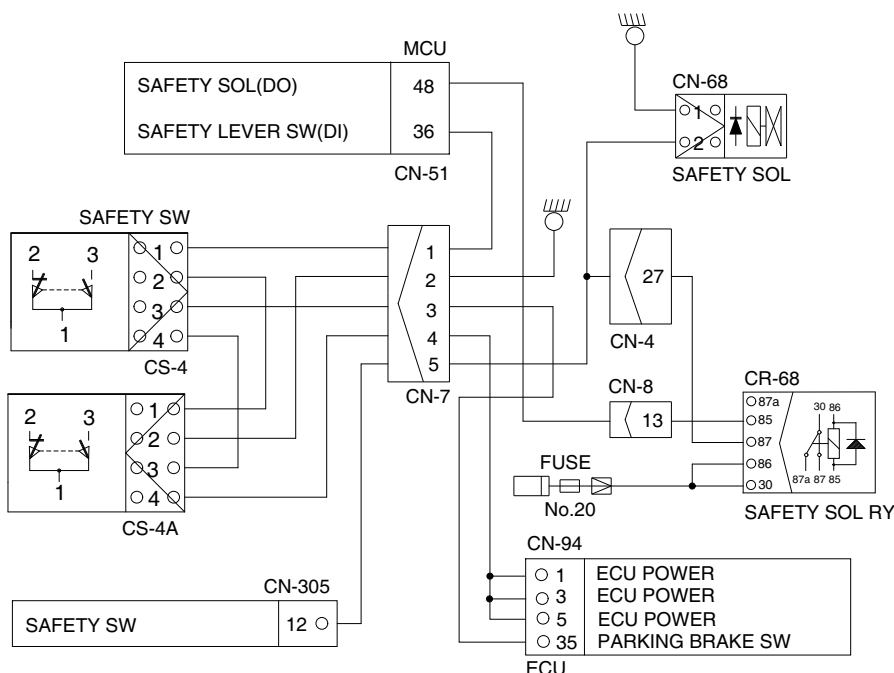 MCU
CN-68
SAFETY SOL(DO) 48
SAFETY LEVER SW(DI) 36
CN-51
1
2
SAFETY SOL
SAFETY SW
2 3
1
1
2
3
4
CS-4
1
2
3
4
5
CN-7
27
CN-4
2 3
1
1
2
3
4
CS-4A
CN-8
13
CR-68
87a
85
87
86
30
30 86
87a 87 85
SAFETY SOL RY
FUSE
No.20
CN-305
SAFETY SW 12
CN-94
1 ECU POWER
3 ECU POWER
5 ECU POWER
35 PARKING BRAKE SW
ECU